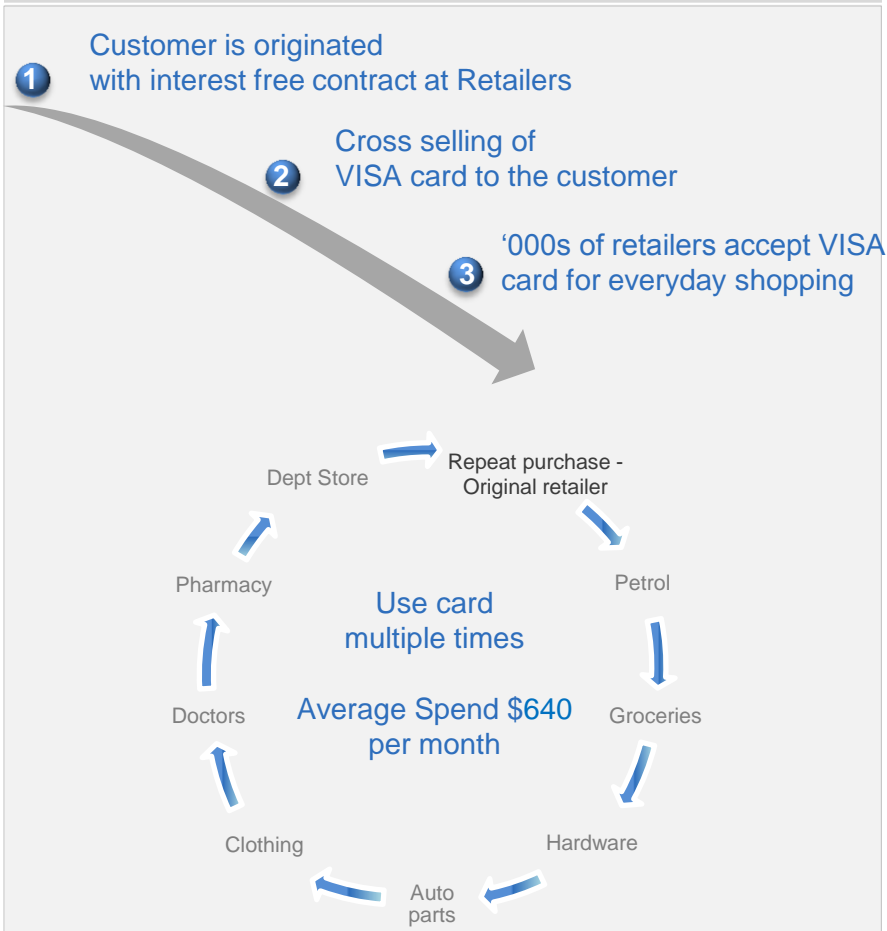 Customer is originated
1
with interest free contract at Retailers
Cross selling of
2
VISA card to the customer
‘000s of retailers accept VISA
3
card for everyday shopping
Repeat purchase -
Original retailer
Petrol
Groceries
Hardware
Auto
parts
Clothing
Doctors
Pharmacy
Dept Store
Use card
multiple times
Average Spend $640
per month